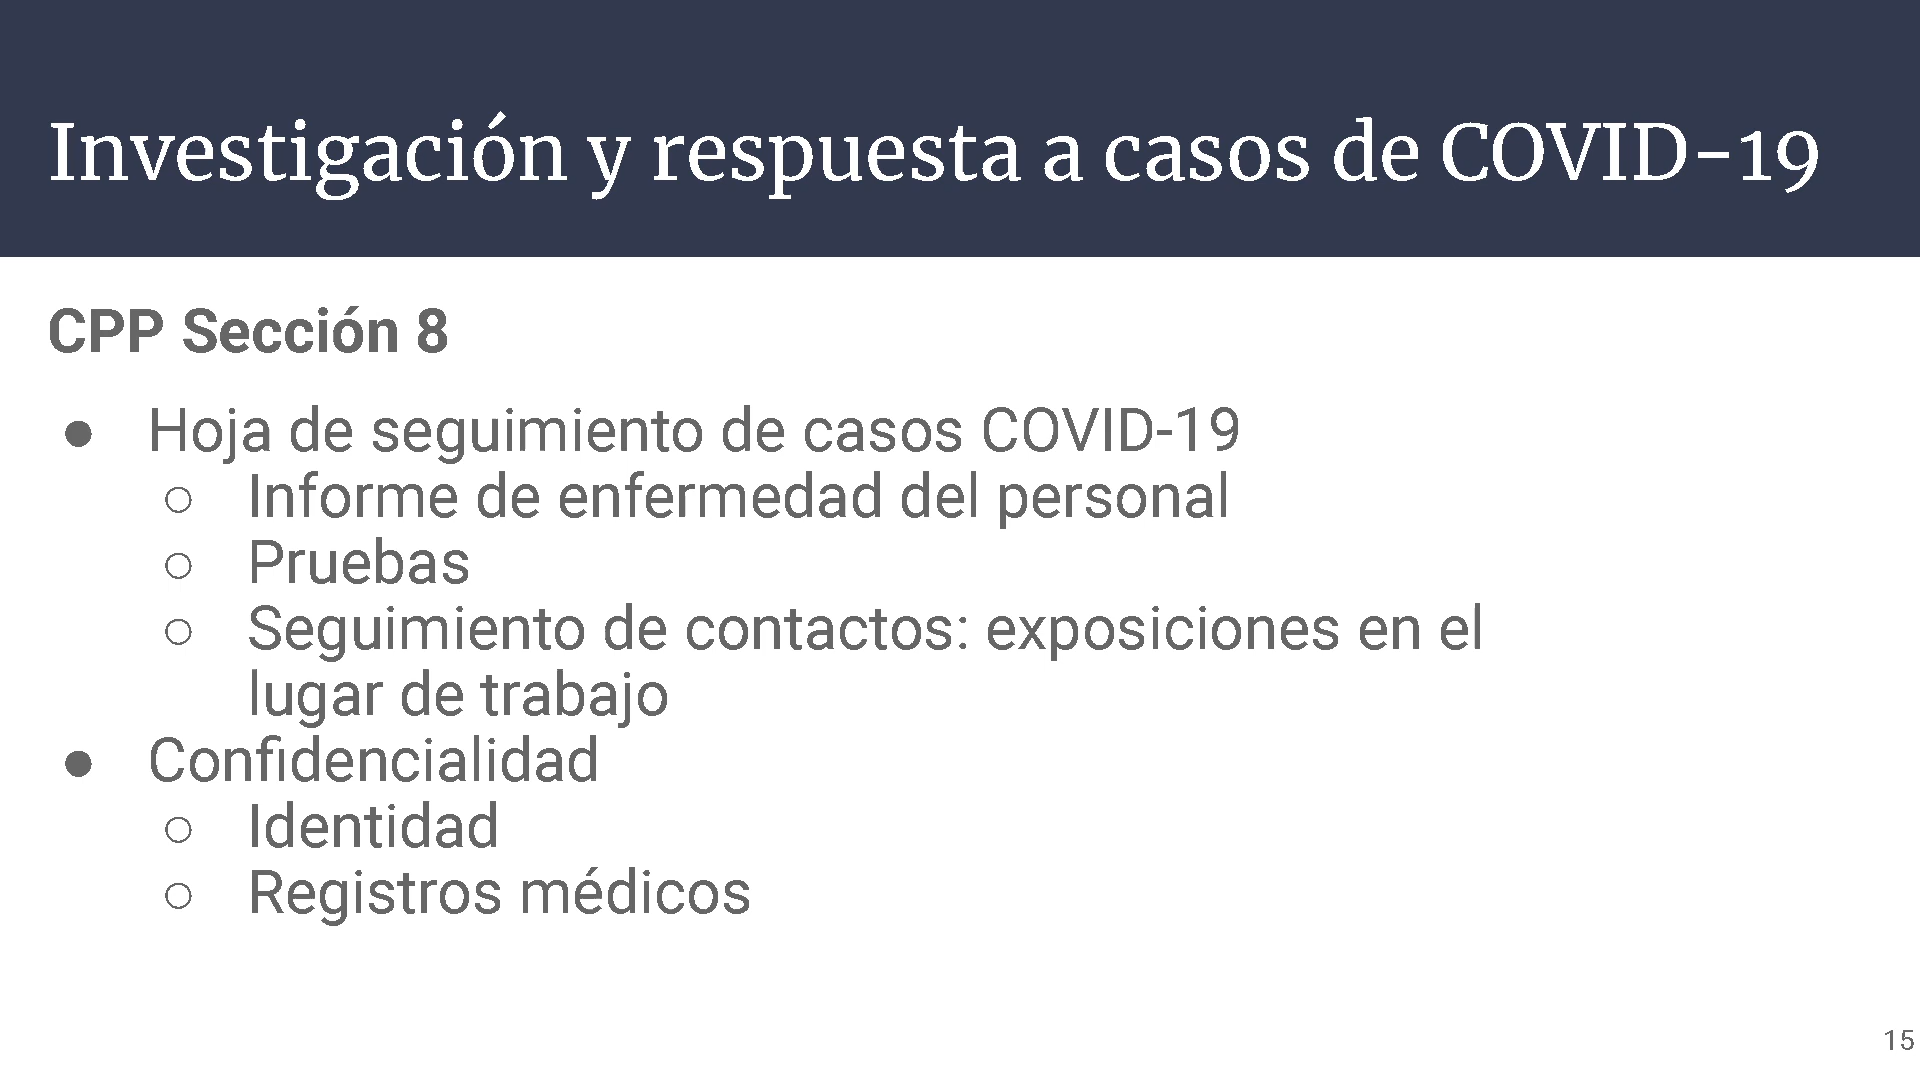 Investigación y respuesta a casos de COVID-19
CPP Sección 8
● Hoja de seguimiento de casos COVID-19
○ Informe de enfermedad del personal
○ Pruebas
○ Seguimiento de contactos: exposiciones en el
lugar de trabajo
● Confidencialidad
○ Identidad
○ Registros médicos
15